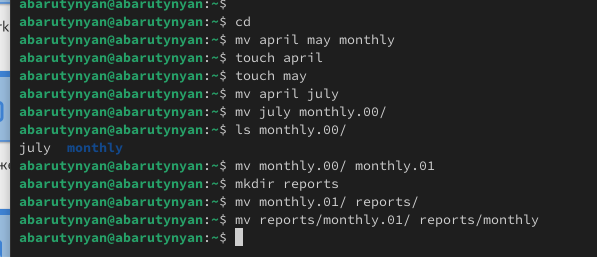 abarutynyan@abarutynyan:~$
abarutynyan@abarutynyan:~$ cd
abarutynyan@abarutynyan:~$ mv april may monthly
abarutynyan@abarutynyan:~$ touch april
abarutynyan@abarutynyan:~$ touch may
abarutynyan@abarutynyan:~$ mv april july
abarutynyan@abarutynyan:~$ mv july monthly.00/
abarutynyan@abarutynyan:~$ ls monthly.00/
july monthly
abarutynyan@abarutynyan:~$ mv monthly.00/ monthly.01
abarutynyan@abarutynyan:~$ mkdir reports
abarutynyan@abarutynyan:~$ mv monthly.01/ reports/
abarutynyan@abarutynyan:~$ mv reports/monthly.01/ reports/monthly
abarutynyan@abarutynyan:~$